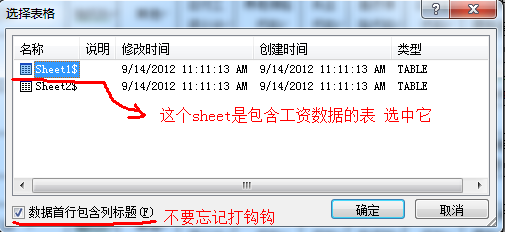 选择表格
名称 说明 修改时间 创建时间 类型
Sheet1$ 9/14/2012 11:11:13 AM 9/14/2012 11:11:13 AM TABLE
Sheet2$ 9/14/2012 11:11:13 AM 9/14/2012 11:11:13 AM TABLE
这个sheet是包含工资数据的表 选中它
数据首行包含列标题(F) 不要忘记打钩钩
确定 取消